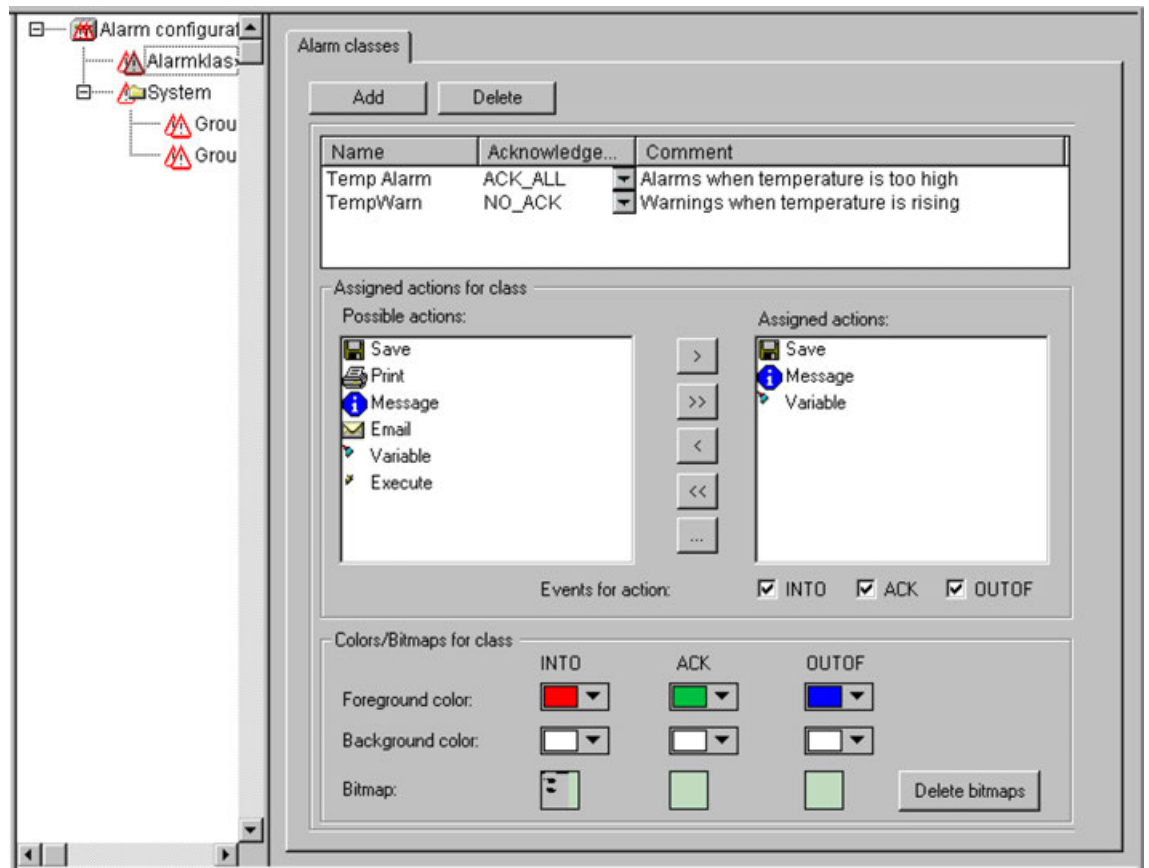 Alarm configurat
Alarmklas
System
Grou
Grou
Alarm classes
Add Delete
Name Acknowledge... Comment
Temp Alarm ACK_ALL Alarms when temperature is too high
TempWarn NO_ACK Warnings when temperature is rising
Assigned actions for class
Possible actions:
Save
Print
Message
Email
Variable
Execute
>
>>
<
<<
...
Assigned actions:
Save
Message
Variable
Events for action: INTO ACK OUTOF
Colors/Bitmaps for class
INTO ACK OUTOF
Foreground color:
Background color:
Bitmap: Delete bitmaps